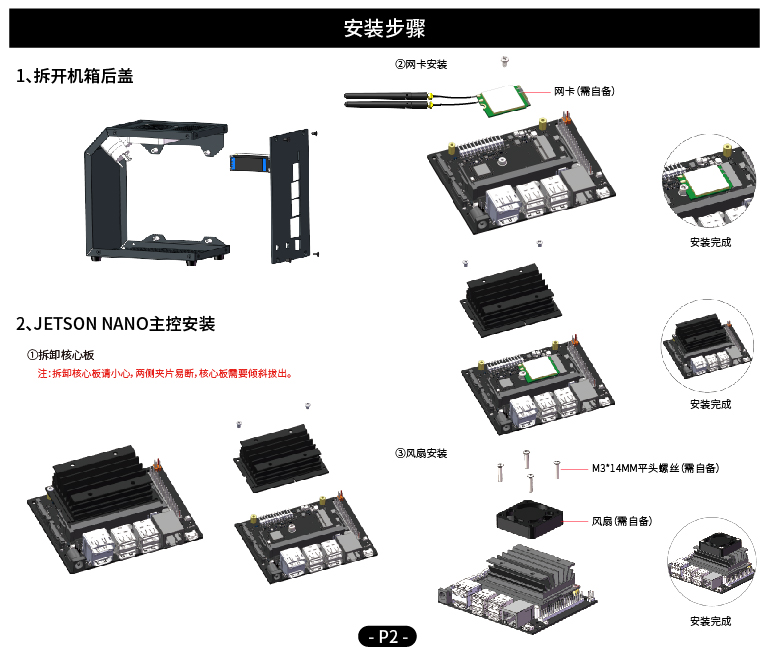 安装步骤
1、拆开机箱后盖
2、JETSON NANO主控安装
①拆卸核心板
注:拆卸核心板请小心,两侧夹片易断,核心板需要倾斜拔出。
②网卡安装
网卡(需自备)
安装完成
安装完成
③风扇安装
M3*14MM平头螺丝(需自备)
风扇(需自备)
安装完成
- P2 -